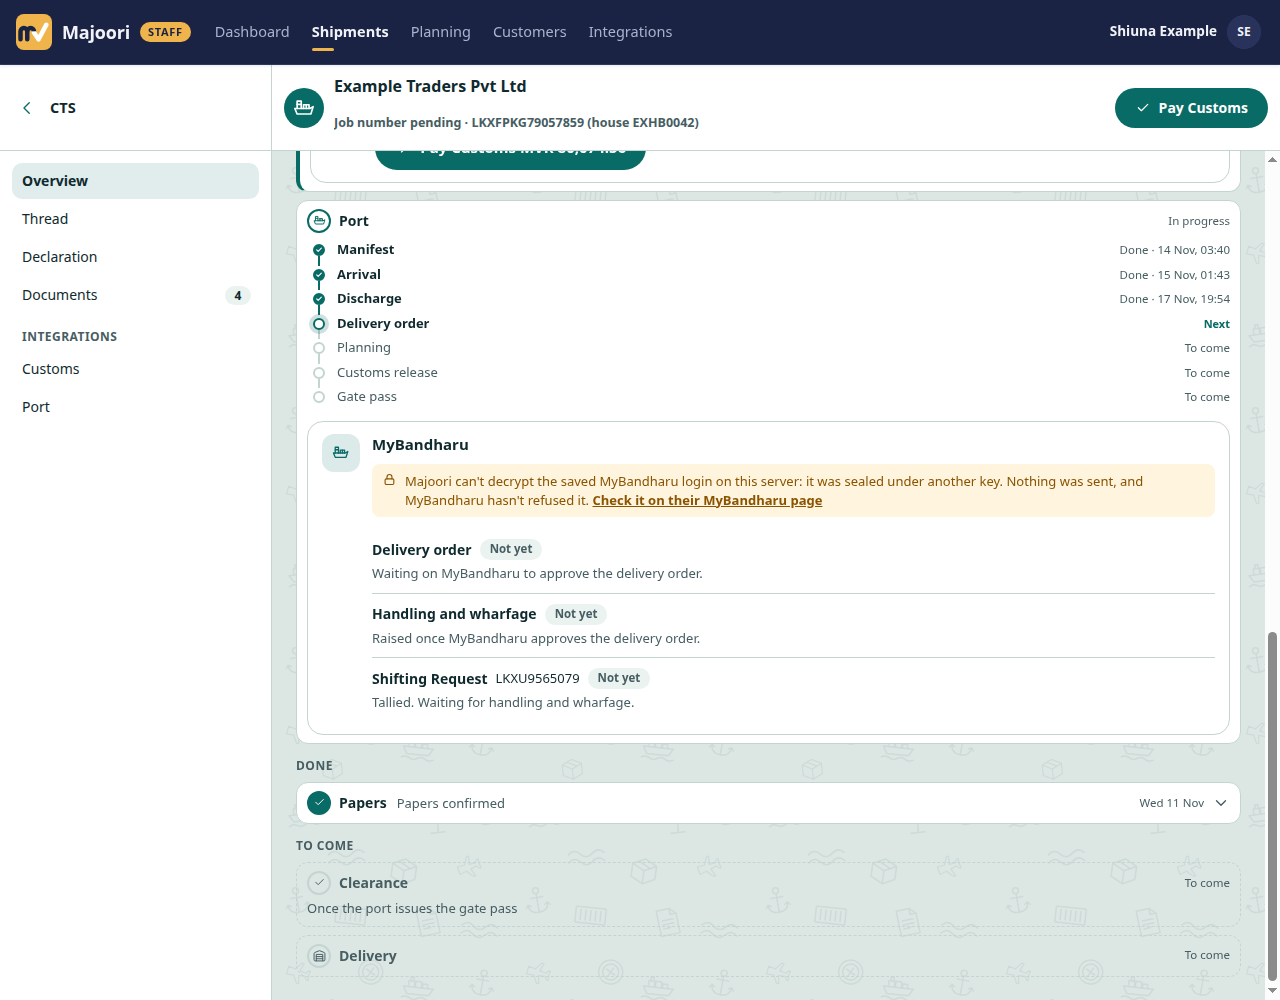 Majoori STAFF Dashboard Shipments Planning Customers Integrations Shiuna Example SE
CTS
Example Traders Pvt Ltd
Job number pending · LKXFPKG79057859 (house EXHB0042)
Pay Customs
Overview
Thread
Declaration
Documents 4
INTEGRATIONS
Customs
Port
Port In progress
Manifest Done · 14 Nov, 03:40
Arrival Done · 15 Nov, 01:43
Discharge Done · 17 Nov, 19:54
Delivery order Next
Planning To come
Customs release To come
Gate pass To come
MyBandharu
Majoori can't decrypt the saved MyBandharu login on this server: it was sealed under another key. Nothing was sent, and
MyBandharu hasn't refused it. Check it on their MyBandharu page
Delivery order Not yet
Waiting on MyBandharu to approve the delivery order.
Handling and wharfage Not yet
Raised once MyBandharu approves the delivery order.
Shifting Request LKXU9565079 Not yet
Tallied. Waiting for handling and wharfage.
DONE
Papers Papers confirmed Wed 11 Nov
TO COME
Clearance To come
Once the port issues the gate pass
Delivery To come